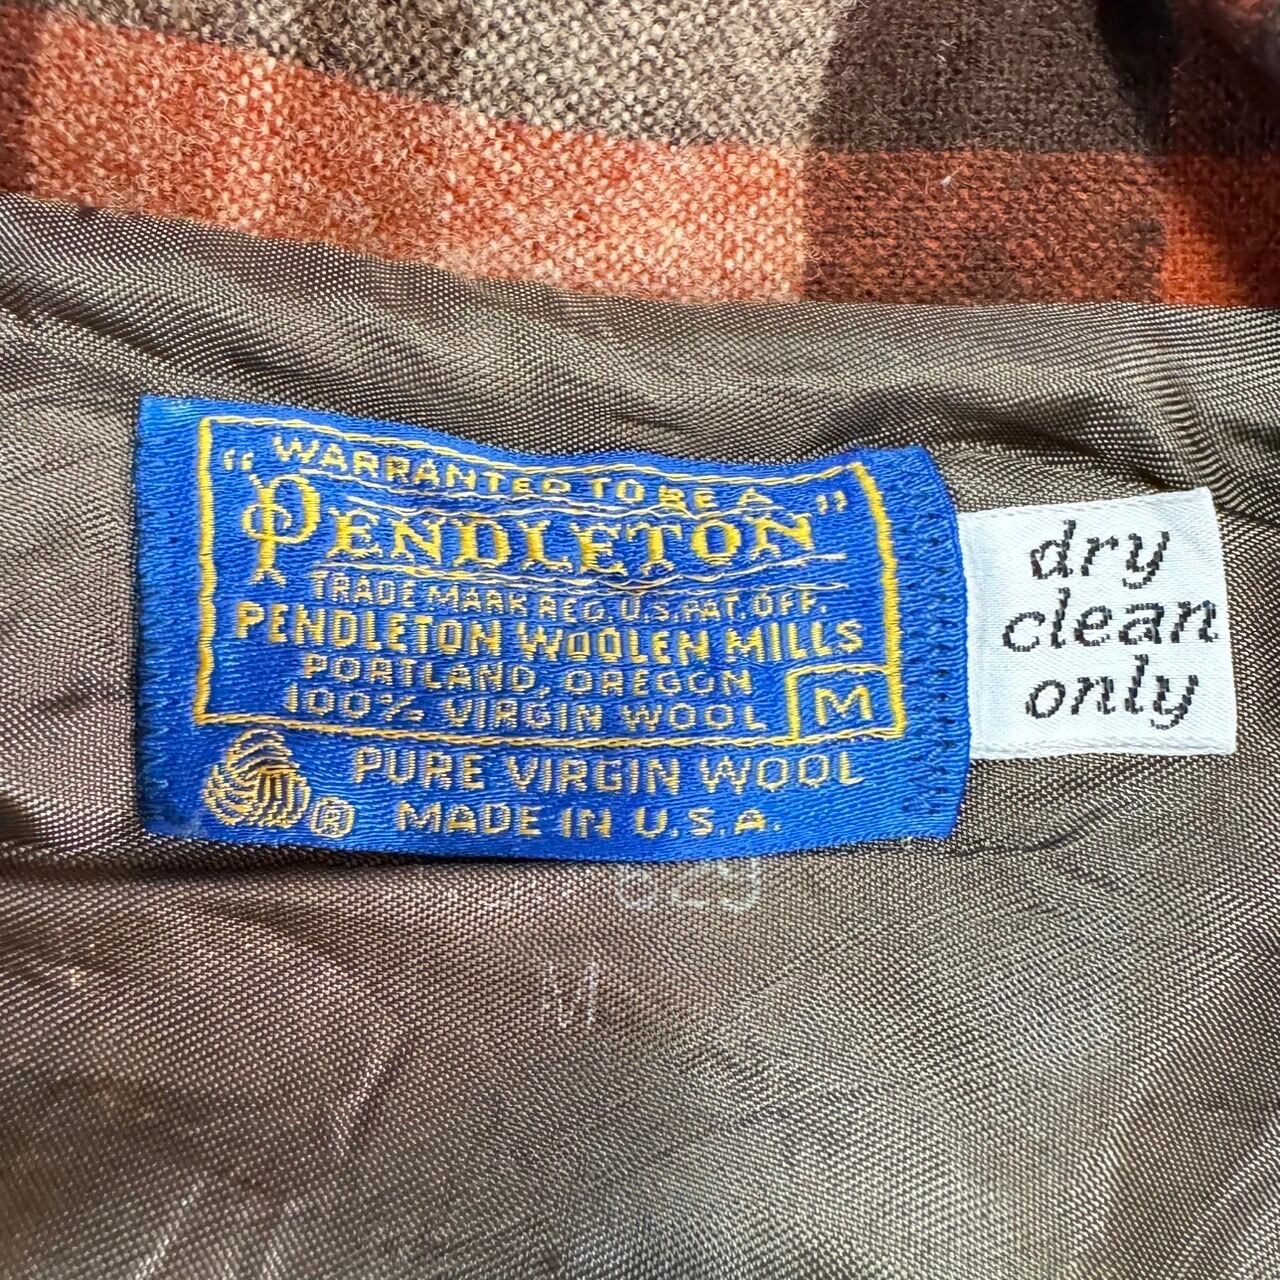 "WARRANTED TO BE A
PENDLETON"
TRADE MARK REG. U.S. PAT. OFF.
PENDLETON WOOLEN MILLS
PORTLAND, OREGON
100% VIRGIN WOOL
M
PURE VIRGIN WOOL
® MADE IN U.S.A.
dry
clean
only
M